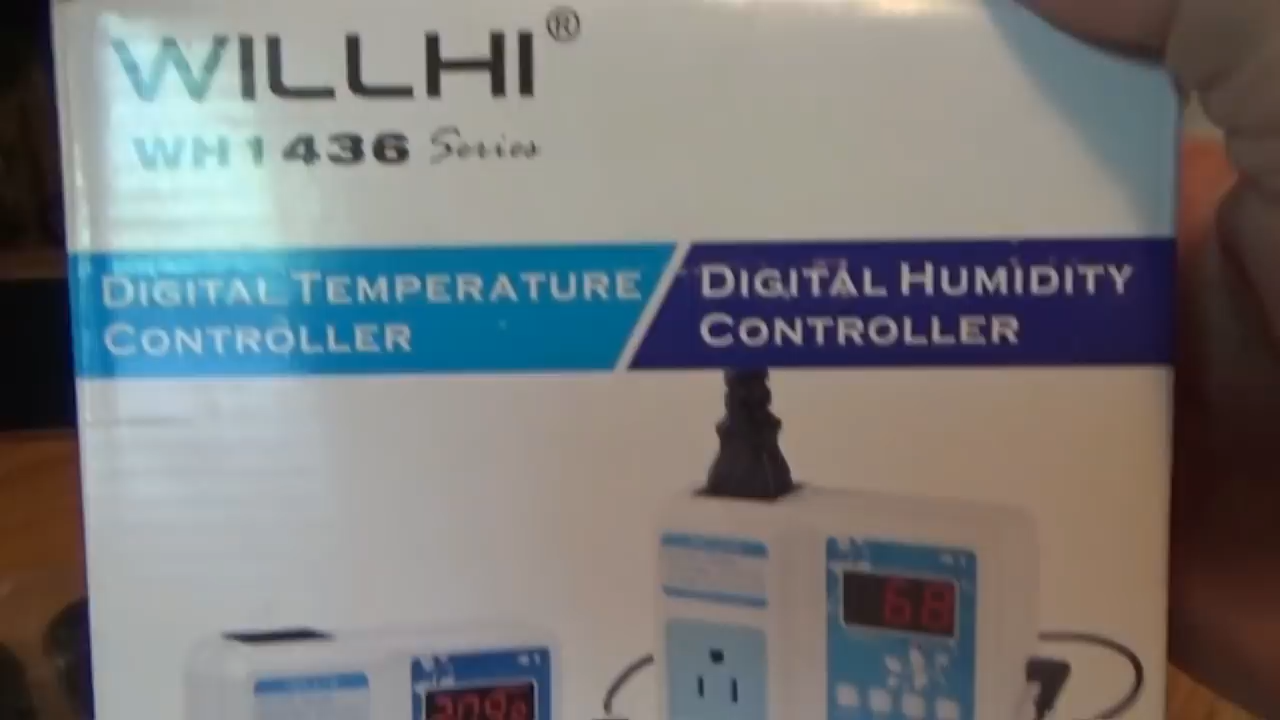 WILLHI®
WH1436 Series
DIGITAL TEMPERATURE
CONTROLLER
DIGITAL HUMIDITY
CONTROLLER
68